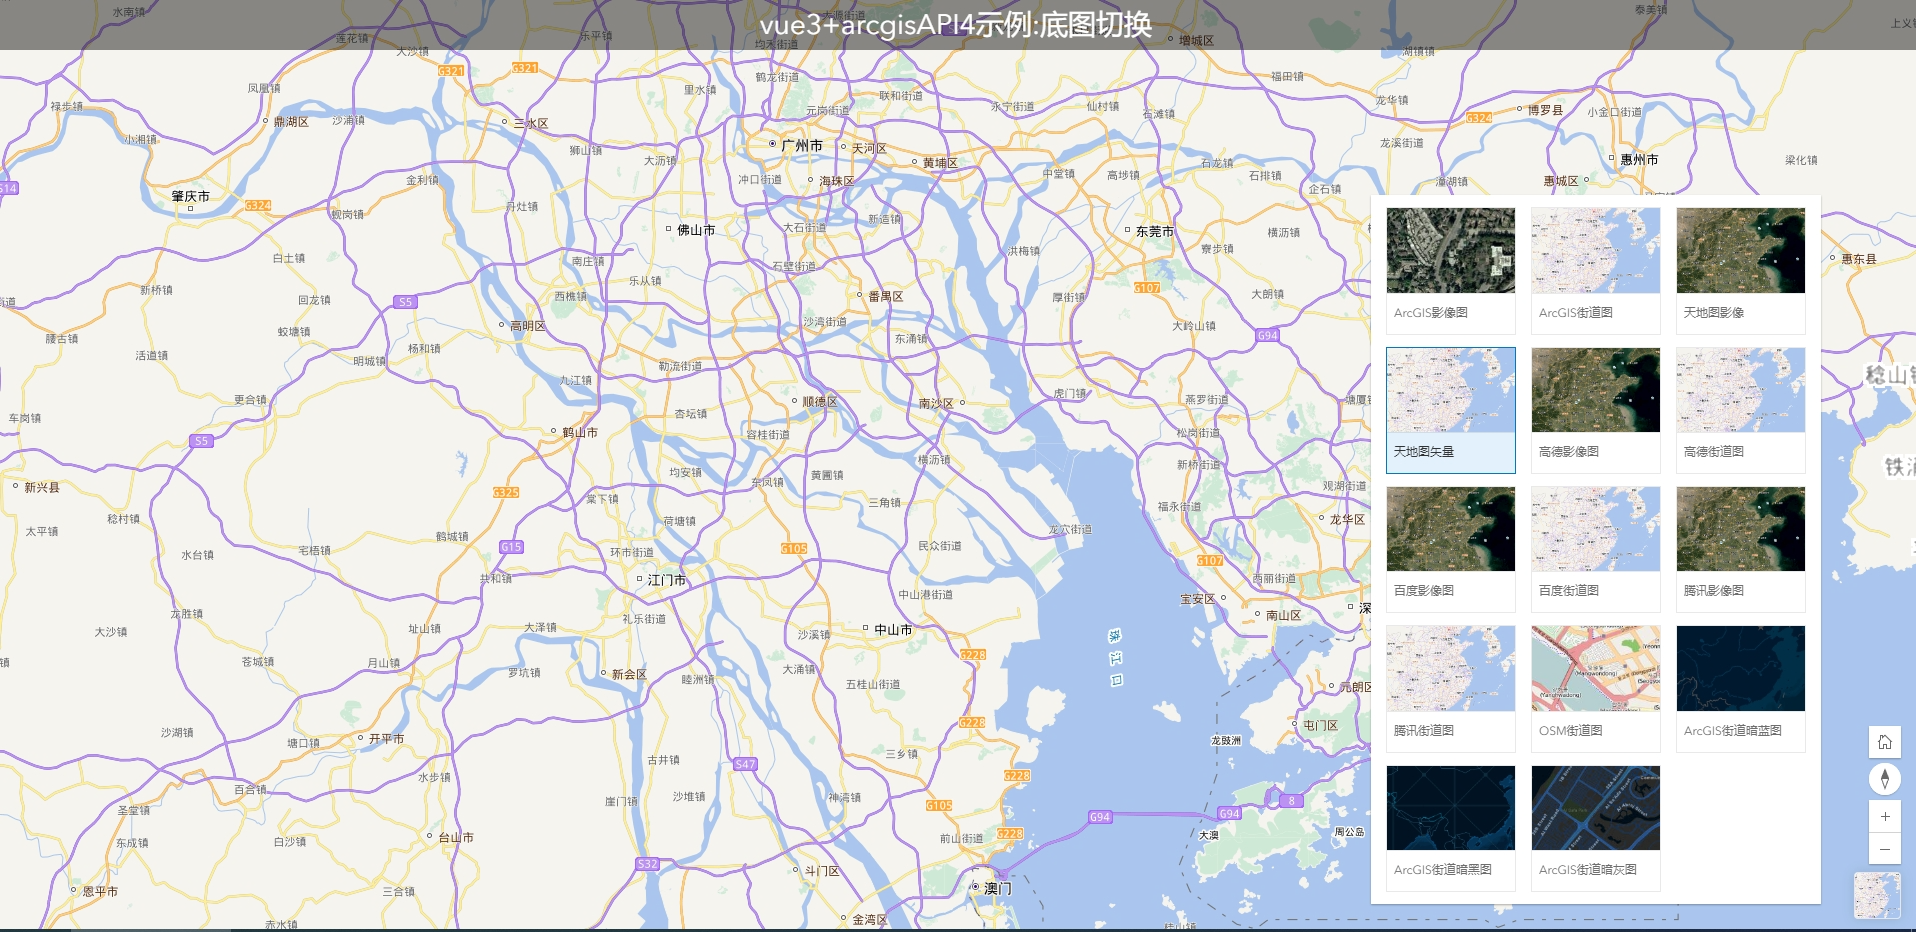 vue3+arcgisAPI4示例:底图切换
水南镇
莲花镇
大沙镇
乐平镇
均禾街道
增城区
湖镇镇
泰美镇
凤凰镇
G321
G321
里水镇
鹤龙街道
联和街道
福田镇
禄步镇
鼎湖区
沙浦镇
三水区
元岗街道
永宁街道
仙村镇
石滩镇
龙华镇
G324
博罗县
小金口街道
小湘镇
狮山镇
大沥镇
广州市
天河区
黄埔区
龙溪街道
石龙镇
惠州市
梁化镇
S14
肇庆市
金利镇
冲口街道
海珠区
中堂镇
高埗镇
石排镇
企石镇
潼湖镇
惠城区
G324
蚬岗镇
丹灶镇
佛山市
大石街道
新造镇
东莞市
横沥镇
白土镇
南庄镇
石壁街道
洪梅镇
寮步镇
惠东县
新桥镇
回龙镇
S5
西樵镇
乐从镇
番禺区
厚街镇
G107
大朗镇
蛟塘镇
高明区
沙湾街道
东涌镇
大岭山镇
G94
腰古镇
活道镇
明城镇
杨和镇
勒流街道
九江镇
虎门镇
更合镇
杏坛镇
顺德区
南沙区
燕罗街道
车岗镇
S5
鹤山市
容桂街道
松岗街道
新兴县
G325
均安镇
东凤镇
黄圃镇
横沥镇
新桥街道
观湖街道
稔村镇
棠下镇
三角镇
福永街道
太平镇
鹤城镇
荷塘镇
龙穴街道
龙华区
水台镇
宅梧镇
G15
环市街道
G105
民众街道
G107
共和镇
江门市
中山港街道
西丽街道
龙胜镇
礼乐街道
宝安区
南山区
大沙镇
址山镇
大泽镇
沙溪镇
中山市
珠江口
苍城镇
月山镇
罗坑镇
新会区
睦洲镇
大涌镇
五桂山街道
G228
元朗区
沙湖镇
塘口镇
开平市
G228
屯门区
龙鼓洲
百合镇
水步镇
古井镇
S47
三乡镇
G228
圣堂镇
崖门镇
沙堆镇
神湾镇
G105
G94
G94
8
东成镇
白沙镇
台山市
前山街道
G228
大澳
周公岛
恩平市
三合镇
S32
斗门区
澳门
赤水镇
金湾区
ArcGIS影像图
ArcGIS街道图
天地图影像
天地图矢量
高德影像图
高德街道图
百度影像图
百度街道图
腾讯影像图
腾讯街道图
OSM街道图
ArcGIS街道暗蓝图
ArcGIS街道暗黑图
ArcGIS街道暗灰图